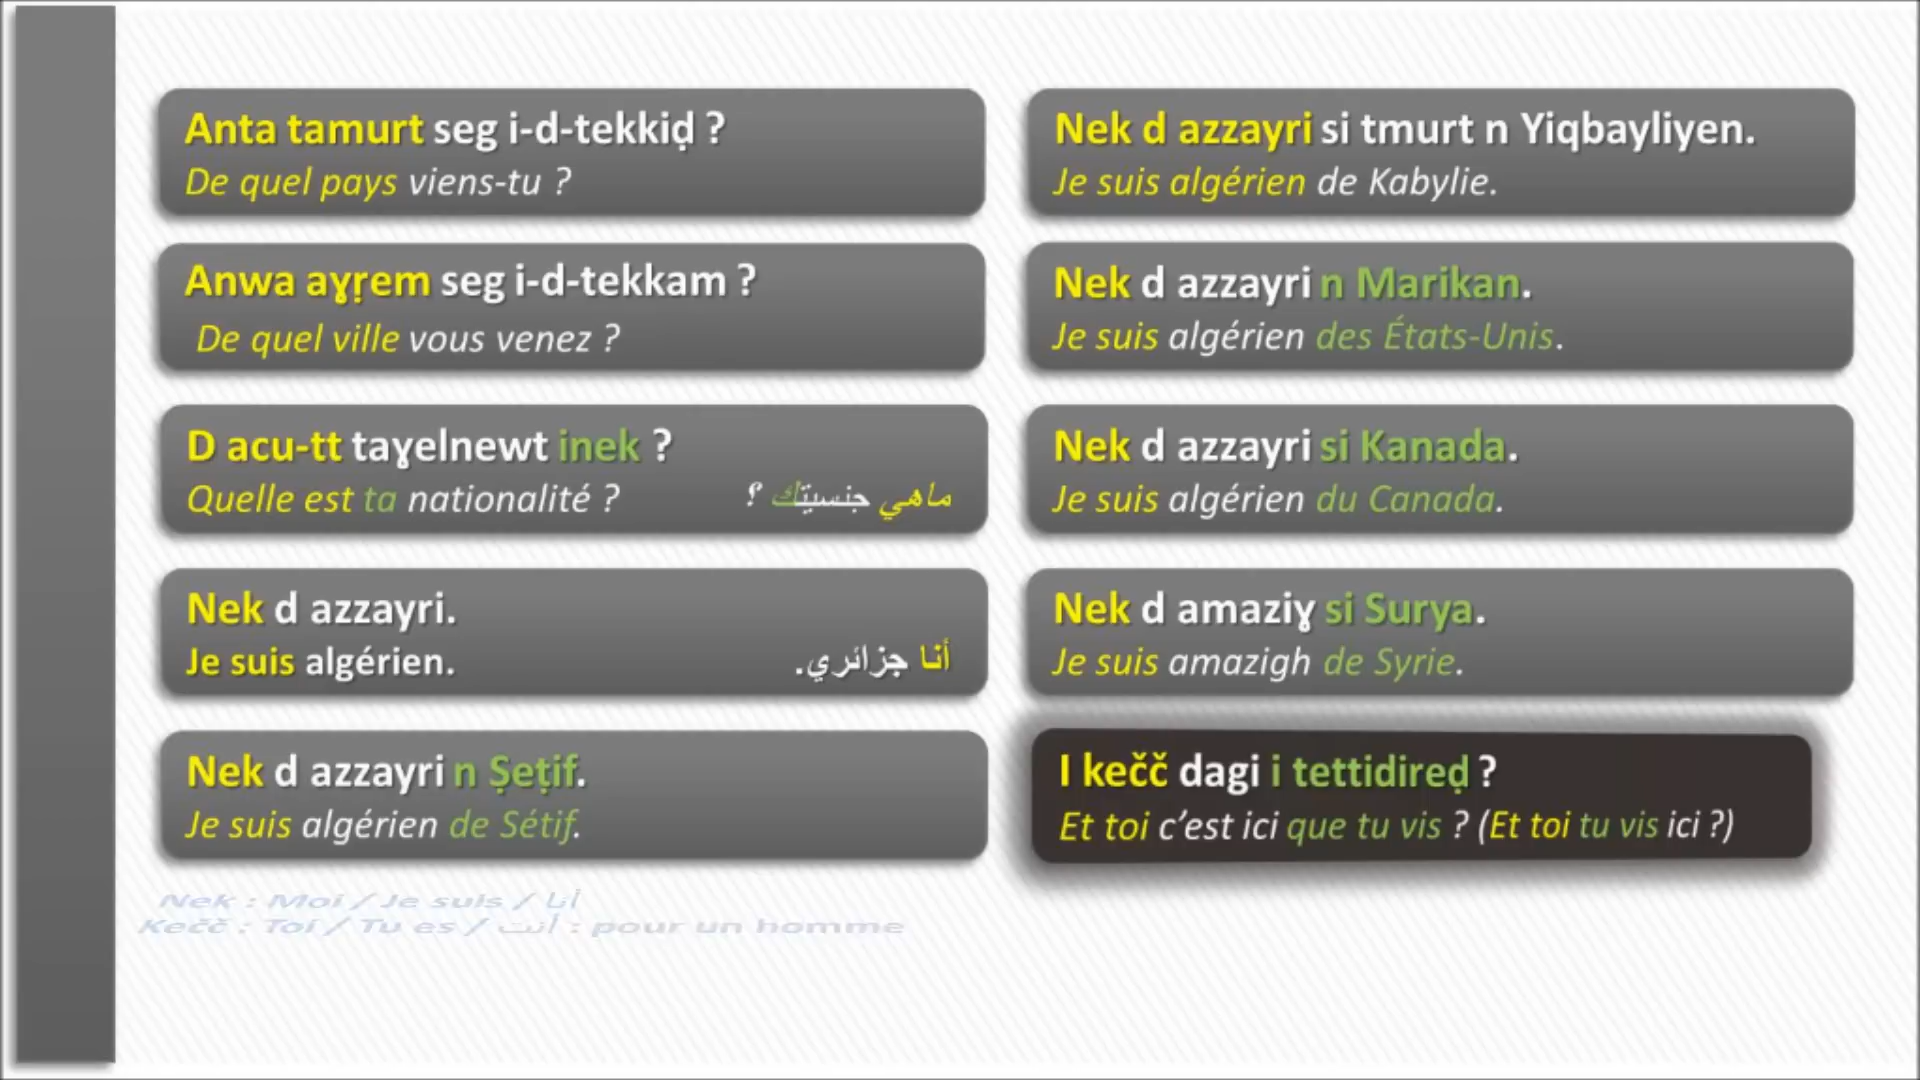 Anta tamurt seg i-d-tekkiḍ ?
De quel pays viens-tu ?
Anwa aɣṛem seg i-d-tekkam ?
De quel ville vous venez ?
D acu-tt taɣelnewt inek ?
Quelle est ta nationalité ?
ماهي جنسيتك ؟
Nek d azzayri.
Je suis algérien.
أنا جزائري.
Nek d azzayri n Ṣeṭif.
Je suis algérien de Sétif.
Nek d azzayri si tmurt n Yiqbayliyen.
Je suis algérien de Kabylie.
Nek d azzayri n Marikan.
Je suis algérien des États-Unis.
Nek d azzayri si Kanada.
Je suis algérien du Canada.
Nek d amaziɣ si Surya.
Je suis amazigh de Syrie.
I kečč dagi i tettidireḍ ?
Et toi c’est ici que tu vis ? (Et toi tu vis ici ?)
Nek : Moi / Je suis / أنا
Kečč : Toi / Tu es / أنت : pour un homme